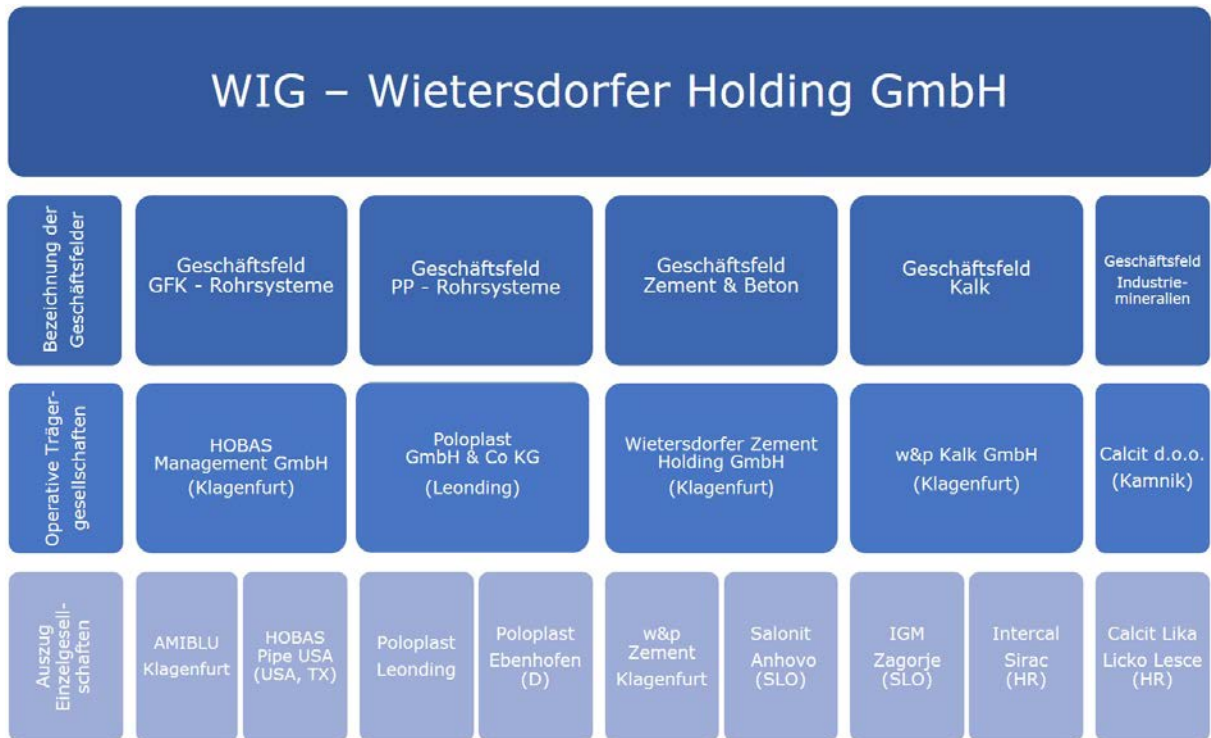 WIG – Wietersdorfer Holding GmbH
Bezeichnung der
Geschäftsfelder
Geschäftsfeld
GFK - Rohrsysteme
Geschäftsfeld
PP - Rohrsysteme
Geschäftsfeld
Zement & Beton
Geschäftsfeld
Kalk
Geschäftsfeld
Industrie-
minerallen
Operative Träger-
gesellschaften
HOBAS
Management GmbH
(Klagenfurt)
Poloplast
GmbH & Co KG
(Leonding)
Wietersdorfer Zement
Holding GmbH
(Klagenfurt)
w&p Kalk GmbH
(Klagenfurt)
Calcit d.o.o.
(Kamnik)
Auszug
Einzelgesell-
schaften
AMIBLU
Klagenfurt
HOBAS
Pipe USA
(USA, TX)
Poloplast
Leonding
Poloplast
Ebenhofen
(D)
w&p
Zement
Klagenfurt
Salonit
Anhovo
(SLO)
IGM
Zagorje
(SLO)
Intercal
Sirac
(HR)
Calcit Lika
Licko Lesce
(HR)